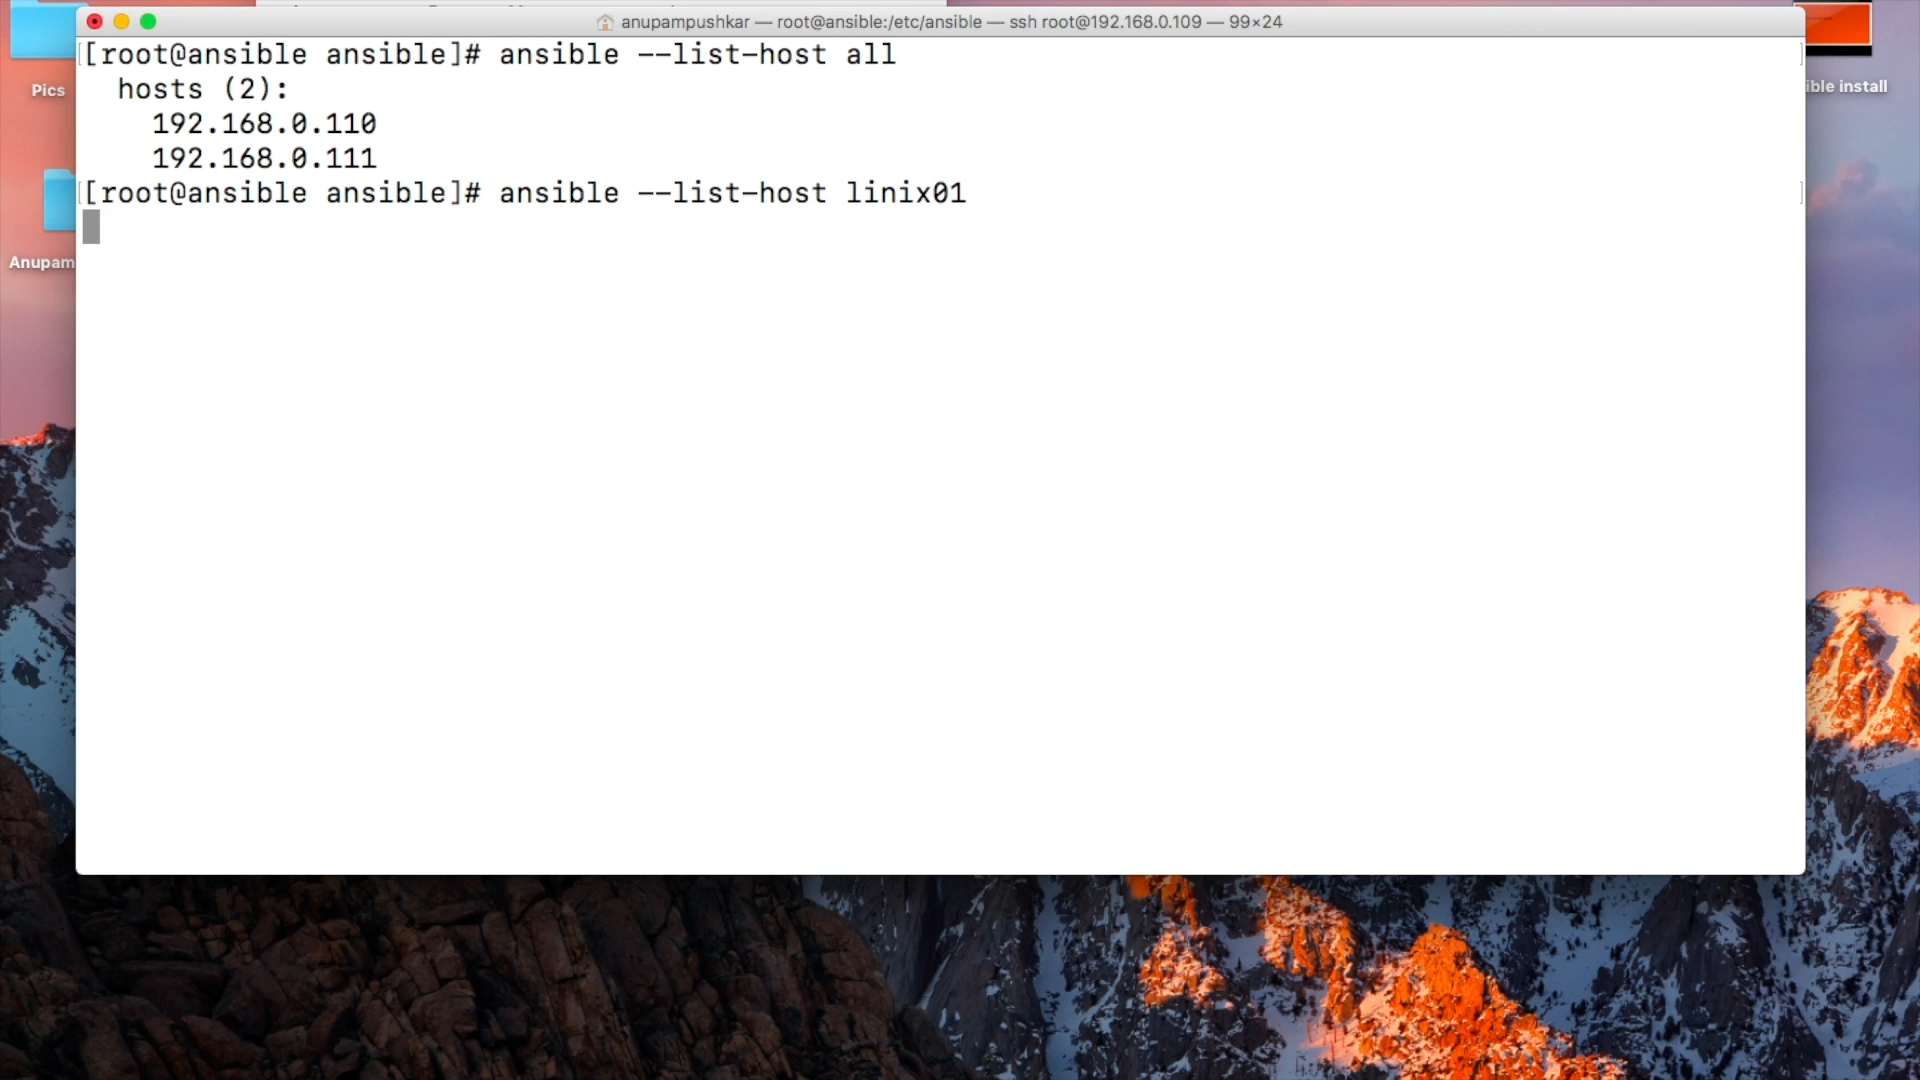 anupampushkar — root@ansible:/etc/ansible — ssh root@192.168.0.109 — 99×24
[[root@ansible ansible]# ansible --list-host all ]
hosts (2):
192.168.0.110
192.168.0.111
[[root@ansible ansible]# ansible --list-host linix01 ]
Pics
Anupam
ible install